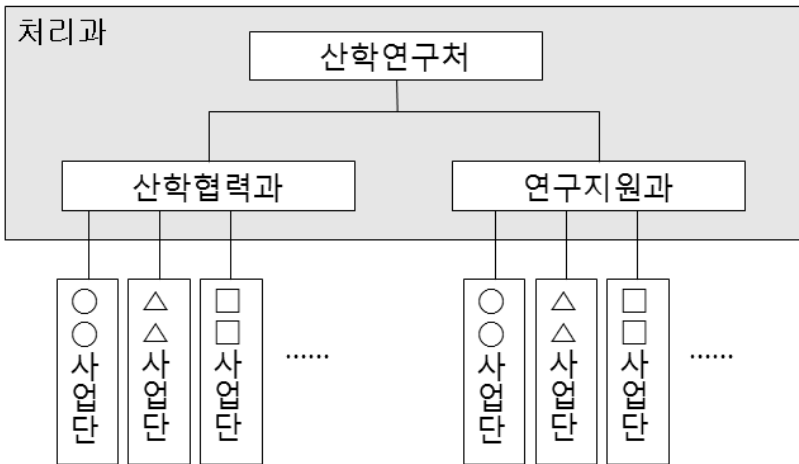 처리과
산학연구처
산학협력과
연구지원과
○○사업단
△△사업단
□□사업단
……
○○사업단
△△사업단
□□사업단
……